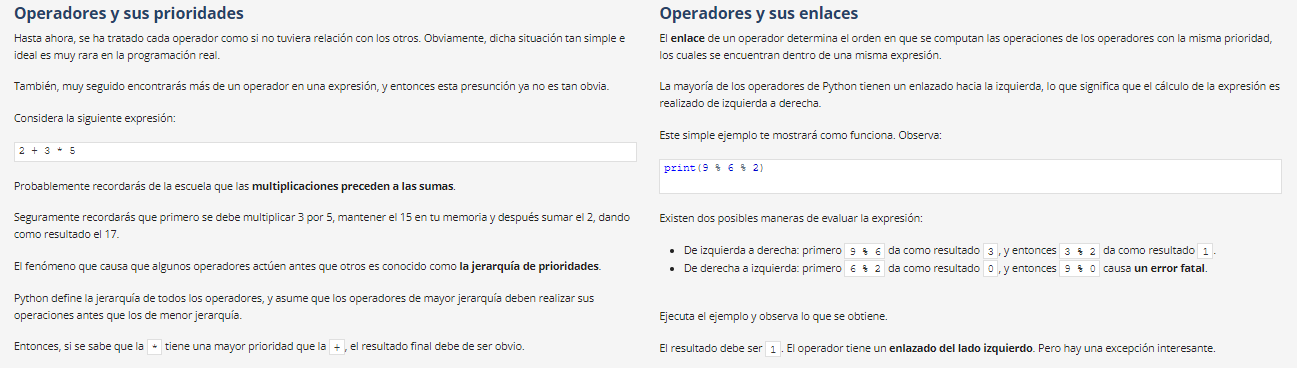 Operadores y sus prioridades
Hasta ahora, se ha tratado cada operador como si no tuviera relación con los otros. Obviamente, dicha situación tan simple e
ideal es muy rara en la programación real.
También, muy seguido encontrarás más de un operador en una expresión, y entonces esta presunción ya no es tan obvia.
Considera la siguiente expresión:
2 + 3 * 5
Probablemente recordarás de la escuela que las multiplicaciones preceden a las sumas.
Seguramente recordarás que primero se debe multiplicar 3 por 5, mantener el 15 en tu memoria y después sumar el 2, dando
como resultado el 17.
El fenómeno que causa que algunos operadores actúen antes que otros es conocido como la jerarquía de prioridades.
Python define la jerarquía de todos los operadores, y asume que los operadores de mayor jerarquía deben realizar sus
operaciones antes que los de menor jerarquía.
Entonces, si se sabe que la * tiene una mayor prioridad que la +, el resultado final debe de ser obvio.
Operadores y sus enlaces
El enlace de un operador determina el orden en que se computan las operaciones de los operadores con la misma prioridad,
los cuales se encuentran dentro de una misma expresión.
La mayoría de los operadores de Python tienen un enlazado hacia la izquierda, lo que significa que el cálculo de la expresión es
realizado de izquierda a derecha.
Este simple ejemplo te mostrará como funciona. Observa:
print(9 % 6 % 2)
Existen dos posibles maneras de evaluar la expresión:
• De izquierda a derecha: primero 9 % 6 da como resultado 3, y entonces 3 % 2 da como resultado 1.
• De derecha a izquierda: primero 6 % 2 da como resultado 0, y entonces 9 % 0 causa un error fatal.
Ejecuta el ejemplo y observa lo que se obtiene.
El resultado debe ser 1. El operador tiene un enlazado del lado izquierdo. Pero hay una excepción interesante.